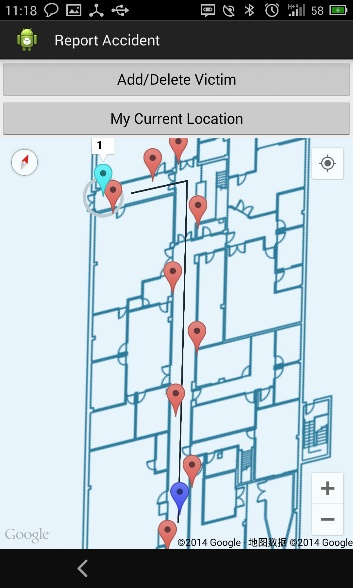 11:18
58
Report Accident
Add/Delete Victim
My Current Location
1
+
−
Google
©2014 Google - 地图数据 ©2014 Google